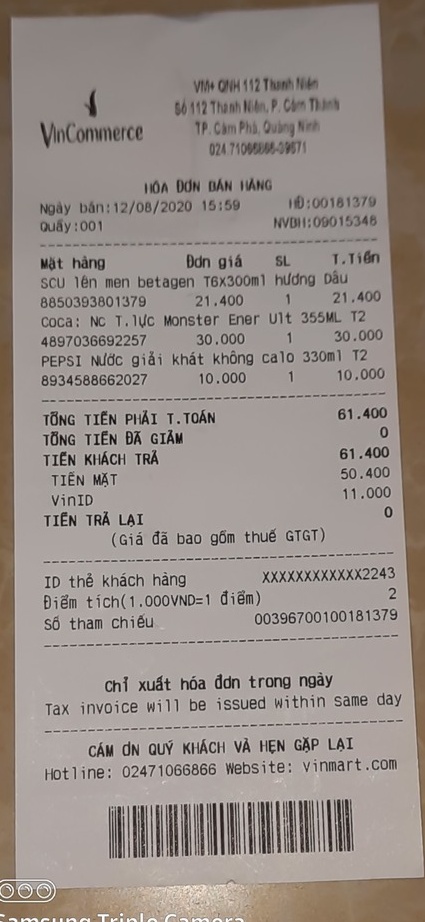 VINCOMMERCE
VM+ QNH 112 Thanh Niên
Số 112 Thanh Niên, P. Cẩm Thành
TP. Cẩm Phả, Quảng Ninh
024.71066866-39671
HÓA ĐƠN BÁN HÀNG
Ngày bán:12/08/2020 15:59 HĐ:00181379
Quầy:001 NVBH:09015348
Mặt hàng Đơn giá SL T.Tiền
SCU lên men betagen T6X300ml hương Dâu
8850393801379 21.400 1 21.400
Coca: NC T.lực Monster Ener Ult 355ML T2
4897036692257 30.000 1 30.000
PEPSI Nước giải khát không calo 330ml T2
8934588662027 10.000 1 10.000
TỔNG TIỀN PHẢI T.TOÁN 61.400
TỔNG TIỀN ĐÃ GIẢM 0
TIỀN KHÁCH TRẢ 61.400
TIỀN MẶT 50.400
VinID 11.000
TIỀN TRẢ LẠI 0
(Giá đã bao gồm thuế GTGT)
ID thẻ khách hàng XXXXXXXXXXXX2243
Điểm tích(1.000VND=1 điểm) 2
Số tham chiếu 00396700100181379
Chỉ xuất hóa đơn trong ngày
Tax invoice will be issued within same day
CẢM ƠN QUÝ KHÁCH VÀ HẸN GẶP LẠI
Hotline: 02471066866 Website: vinmart.com
Samsung Triple Camera